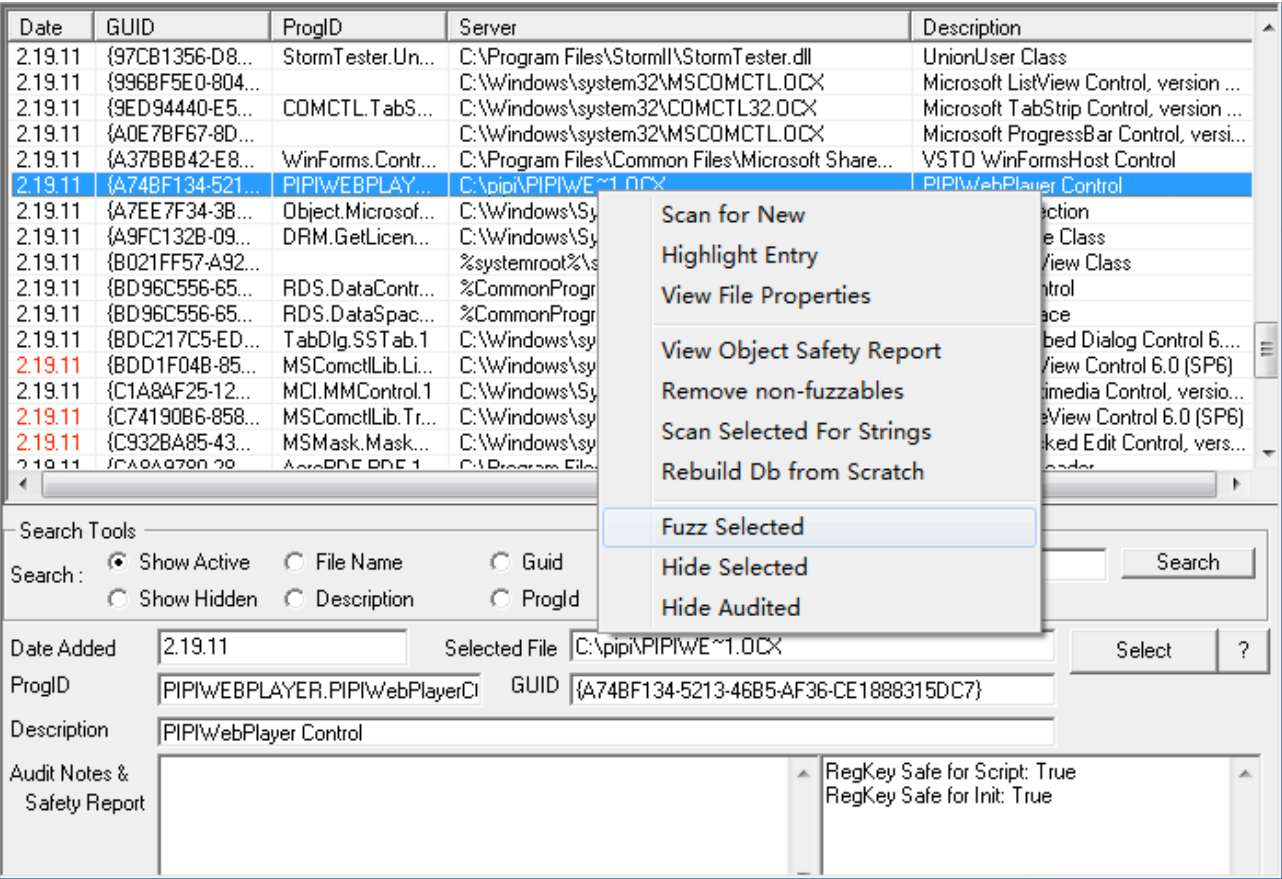 Date GUID ProgID Server Description
2.19.11 {97CB1356-D8... StormTester.Un... C:\Program Files\StormII\StormTester.dll UnionUser Class
2.19.11 {996BF5E0-804... C:\Windows\system32\MSCOMCTL.OCX Microsoft ListView Control, version ...
2.19.11 {9ED94440-E5... COMCTL.TabS... C:\Windows\system32\COMCTL32.OCX Microsoft TabStrip Control, version ...
2.19.11 {A0E7BF67-8D... C:\Windows\system32\MSCOMCTL.OCX Microsoft ProgressBar Control, versi...
2.19.11 {A37BBB42-E8... WinForms.Contr... C:\Program Files\Common Files\Microsoft Share... VSTO WinFormsHost Control
2.19.11 {A74BF134-521... PIPIWEBPLAY... C:\pipi\PIPIWE~1.OCX PIPIWebPlayer Control
2.19.11 {A7EE7F34-3B... Object.Microsof... C:\Windows\Sy ection
2.19.11 {A9FC132B-09... DRM.GetLicen... C:\Windows\Sy e Class
2.19.11 {B021FF57-A92... %systemroot%\s View Class
2.19.11 {BD96C556-65... RDS.DataContr... %CommonProgr ntrol
2.19.11 {BD96C556-65... RDS.DataSpac... %CommonProgr ace
2.19.11 {BDC217C5-ED... TabDlg.SSTab.1 C:\Windows\sy bed Dialog Control 6....
2.19.11 {BDD1F04B-85... MSComctlLib.Li... C:\Windows\sy View Control 6.0 (SP6)
2.19.11 {C1A8AF25-12... MCI.MMControl.1 C:\Windows\Sy imedia Control, versio...
2.19.11 {C74190B6-858... MSComctlLib.Tr... C:\Windows\sy eView Control 6.0 (SP6)
2.19.11 {C932BA85-43... MSMask.Mask... C:\Windows\sy ked Edit Control, vers...
2.19.11 {CA8A9780-28... AcroPDF.PDF.1 C:\Program File
Scan for New
Highlight Entry
View File Properties
View Object Safety Report
Remove non-fuzzables
Scan Selected For Strings
Rebuild Db from Scratch
Fuzz Selected
Hide Selected
Hide Audited
Search Tools
Search : Show Active File Name Guid Search
Show Hidden Description ProgId
Date Added 2.19.11 Selected File C:\pipi\PIPIWE~1.OCX Select ?
ProgID PIPIWEBPLAYER.PIPIWebPlayerCt GUID {A74BF134-5213-46B5-AF36-CE1888315DC7}
Description PIPIWebPlayer Control
Audit Notes & RegKey Safe for Script: True
Safety Report RegKey Safe for Init: True